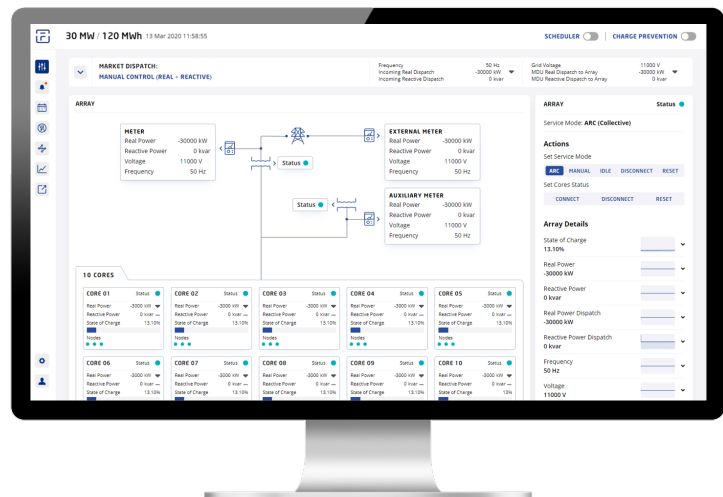 30 MW / 120 MWh 13 Mar 2020 11:58:55
SCHEDULER
CHARGE PREVENTION
MARKET DISPATCH:
MANUAL CONTROL (REAL + REACTIVE)
Frequency 50 Hz
Incoming Real Dispatch -30000 kW
Incoming Reactive Dispatch 0 kvar
Grid Voltage 11000 V
MDU Real Dispatch to Array -30000 kW
MDU Reactive Dispatch to Array 0 kvar
ARRAY
METER
Real Power -30000 kW
Reactive Power 0 kvar
Voltage 11000 V
Frequency 50 Hz
Status
EXTERNAL METER
Real Power -30000 kW
Reactive Power 0 kvar
Voltage 11000 V
Frequency 50 Hz
Status
AUXILIARY METER
Real Power -30000 kW
Reactive Power 0 kvar
Voltage 11000 V
Frequency 50 Hz
10 CORES
CORE 01 Status
Real Power -3000 kW
Reactive Power 0 kvar
State of Charge 13.10%
Nodes
CORE 02 Status
Real Power -3000 kW
Reactive Power 0 kvar
State of Charge 13.10%
Nodes
CORE 03 Status
Real Power -3000 kW
Reactive Power 0 kvar
State of Charge 13.10%
Nodes
CORE 04 Status
Real Power -3000 kW
Reactive Power 0 kvar
State of Charge 13.10%
Nodes
CORE 05 Status
Real Power -3000 kW
Reactive Power 0 kvar
State of Charge 13.10%
Nodes
CORE 06 Status
Real Power -3000 kW
Reactive Power 0 kvar
State of Charge 13.10%
CORE 07 Status
Real Power -3000 kW
Reactive Power 0 kvar
State of Charge 13.10%
CORE 08 Status
Real Power -3000 kW
Reactive Power 0 kvar
State of Charge 13.10%
CORE 09 Status
Real Power -3000 kW
Reactive Power 0 kvar
State of Charge 13.10%
CORE 10 Status
Real Power -3000 kW
Reactive Power 0 kvar
State of Charge 13%
ARRAY Status
Service Mode: ARC (Collective)
Actions
Set Service Mode
ARC MANUAL IDLE DISCONNECT RESET
Set Cores Status
CONNECT DISCONNECT RESET
Array Details
State of Charge
13.10%
Real Power
-30000 kW
Reactive Power
0 kvar
Real Power Dispatch
-30000 kW
Reactive Power Dispatch
0 kvar
Frequency
50 Hz
Voltage
11000 V